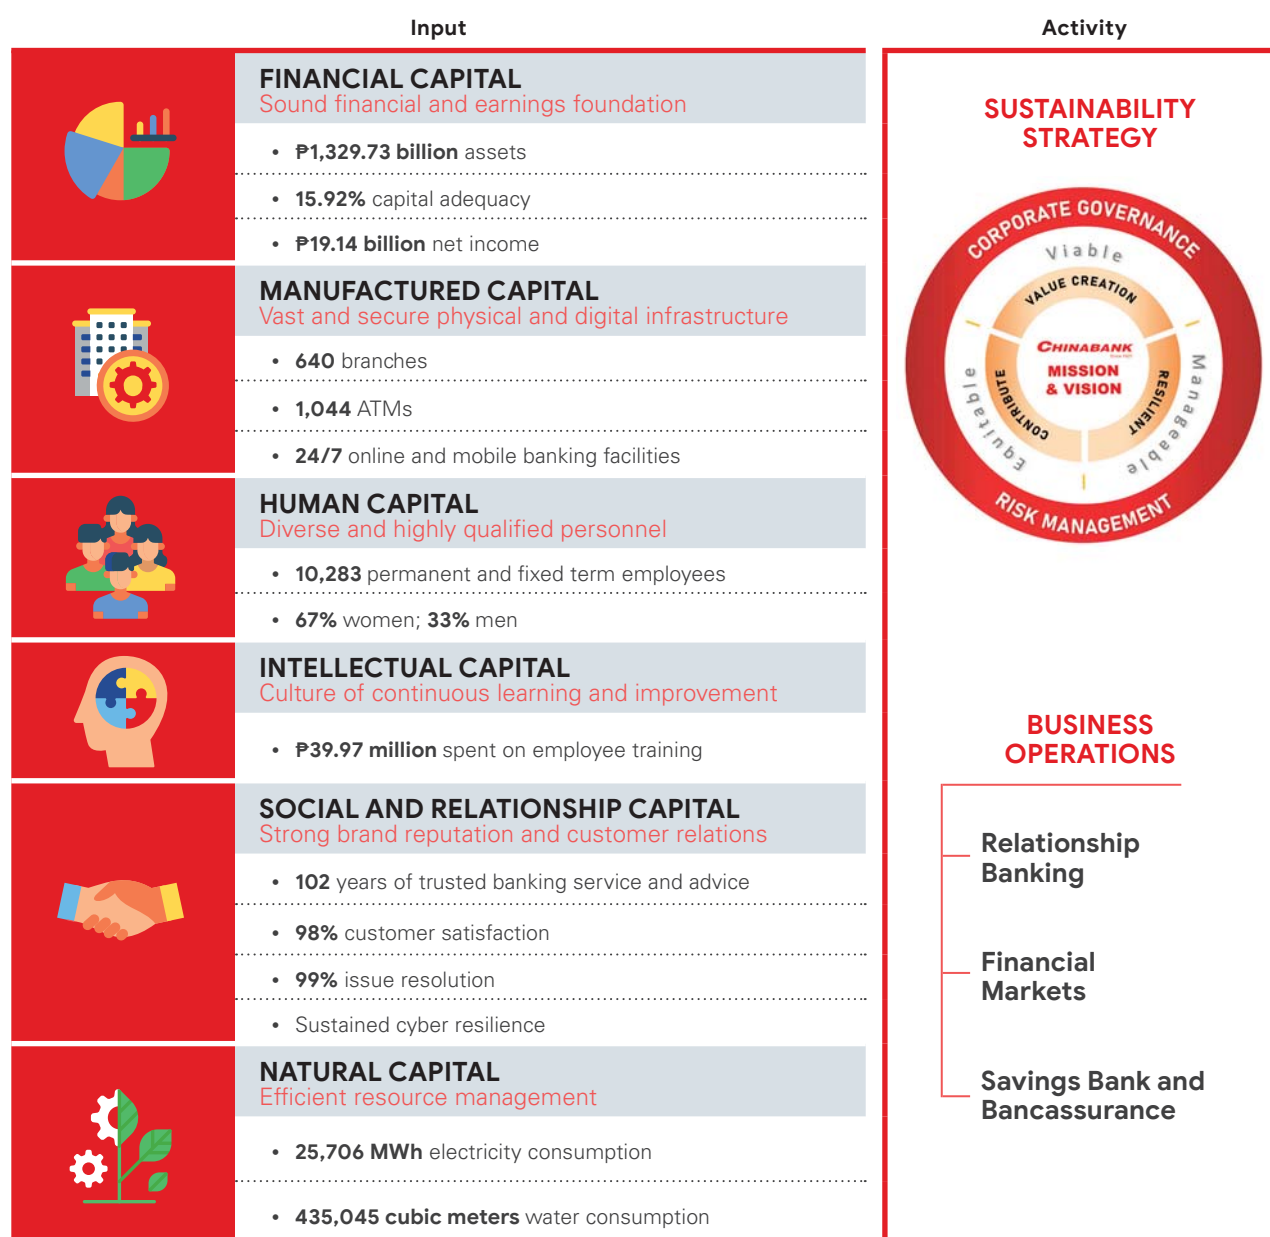 Input
FINANCIAL CAPITAL
Sound financial and earnings foundation
• ₱1,329.73 billion assets
• 15.92% capital adequacy
• ₱19.14 billion net income
MANUFACTURED CAPITAL
Vast and secure physical and digital infrastructure
• 640 branches
• 1,044 ATMs
• 24/7 online and mobile banking facilities
HUMAN CAPITAL
Diverse and highly qualified personnel
• 10,283 permanent and fixed term employees
• 67% women; 33% men
INTELLECTUAL CAPITAL
Culture of continuous learning and improvement
• ₱39.97 million spent on employee training
SOCIAL AND RELATIONSHIP CAPITAL
Strong brand reputation and customer relations
• 102 years of trusted banking service and advice
• 98% customer satisfaction
• 99% issue resolution
• Sustained cyber resilience
NATURAL CAPITAL
Efficient resource management
• 25,706 MWh electricity consumption
• 435,045 cubic meters water consumption
Activity
SUSTAINABILITY
STRATEGY
CORPORATE GOVERNANCE
Viable
VALUE CREATION
CHINABANK
MISSION
& VISION
Equitable
CONTRIBUTE
RESILIENT
Manageable
RISK MANAGEMENT
BUSINESS
OPERATIONS
Relationship
Banking
Financial
Markets
Savings Bank and
Bancassurance